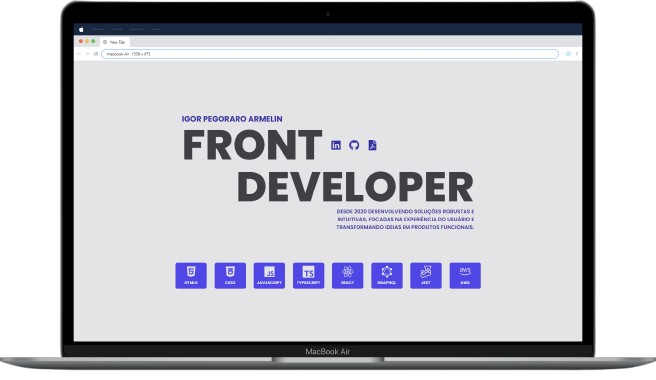 New Tab
MacBook Air
IGOR PEGORARO ARMELIN
FRONT
DEVELOPER
DESDE 2020 DESENVOLVENDO SOLUÇÕES ROBUSTAS E
INTUITIVAS, FOCADAS NA EXPERIÊNCIA DO USUÁRIO E
TRANSFORMANDO IDEIAS EM PRODUTOS FUNCIONAIS.
JS TS aws
HTML5 CSS3 JAVASCRIPT TYPESCRIPT REACT GRAPHQL JEST AWS
MacBook Air